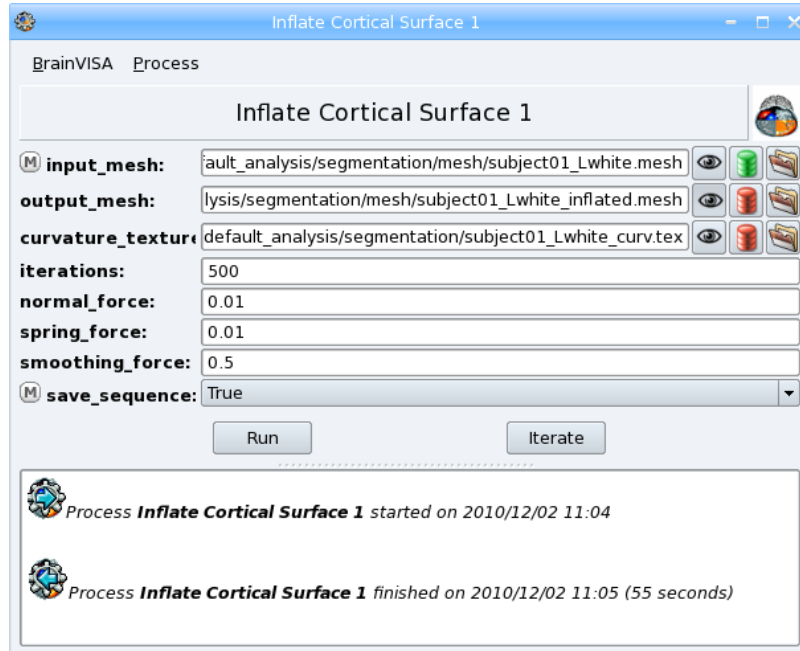 Inflate Cortical Surface 1
BrainVISA Process
Inflate Cortical Surface 1
M input_mesh: fault_analysis/segmentation/mesh/subject01_Lwhite.mesh
output_mesh: lysis/segmentation/mesh/subject01_Lwhite_inflated.mesh
curvature_texture default_analysis/segmentation/subject01_Lwhite_curv.tex
iterations: 500
normal_force: 0.01
spring_force: 0.01
smoothing_force: 0.5
M save_sequence: True
Run Iterate
Process Inflate Cortical Surface 1 started on 2010/12/02 11:04
Process Inflate Cortical Surface 1 finished on 2010/12/02 11:05 (55 seconds)